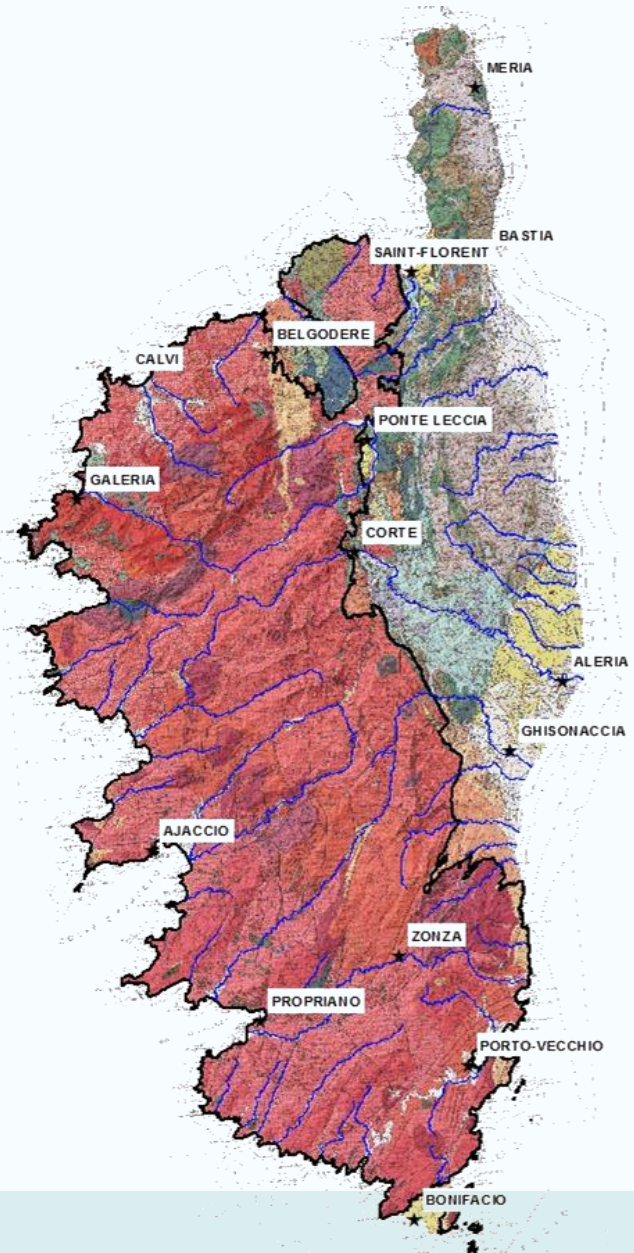 MERIA
BASTIA
SAINT-FLORENT
BELGODERE
CALVI
PONTE LECCIA
GALERIA
CORTE
ALERIA
GHISONACCIA
AJACCIO
ZONZA
PROPRIANO
PORTO-VECCHIO
BONIFACIO